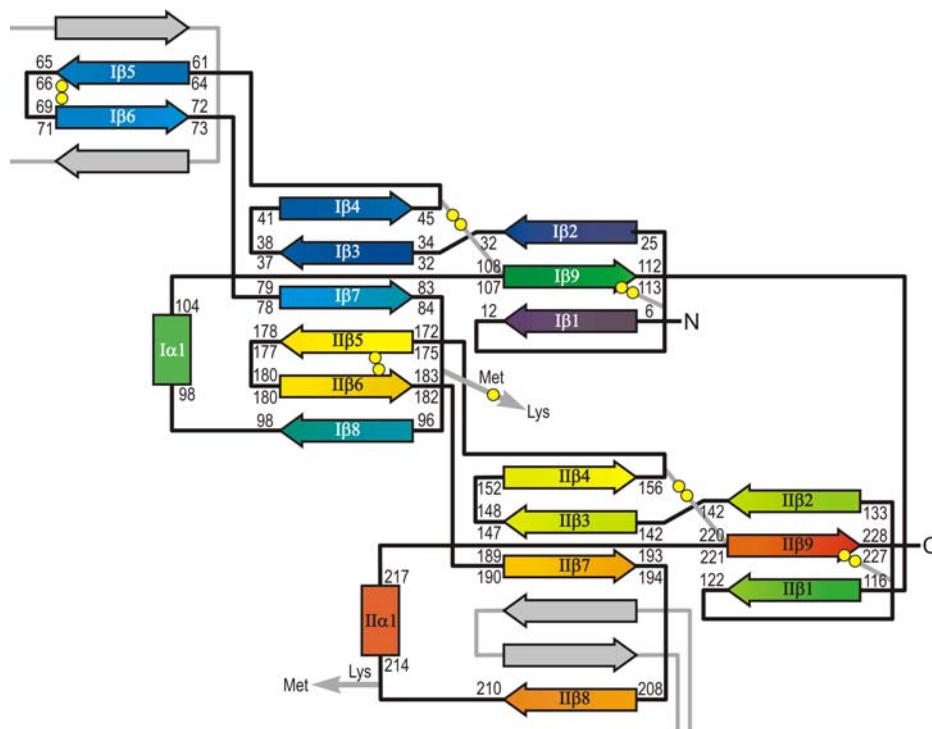 65 Iβ5 61
66 64
69 Iβ6 72
71 73
41 Iβ4 45
38 Iβ3 34 32 Iβ2 25
37 32
108 Iβ9 112
107 113
104
79 Iβ7 83
78 84
12 Iβ1 6 N
Iα1
178 IIβ5 172
177 175
180 IIβ6 183
180 182
Met
Lys
98
98 Iβ8 96
152 IIβ4 156
148 IIβ3 142 IIβ2 133
147 142
220 IIβ9 228 C
221 227
189 IIβ7 193
190 194
217
122 IIβ1 116
IIα1
Lys
Met
214
210 IIβ8 208